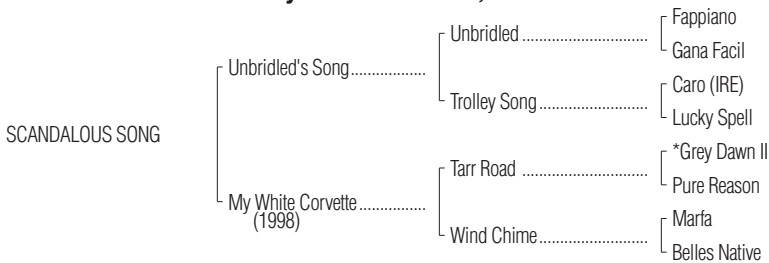 Fappiano
Unbridled ......................
Gana Facil
Unbridled's Song..................
Caro (IRE)
Trolley Song...................
Lucky Spell
SCANDALOUS SONG
*Grey Dawn II
Tarr Road ......................
Pure Reason
My White Corvette................
(1998)
Marfa
Wind Chime...................
Belles Native